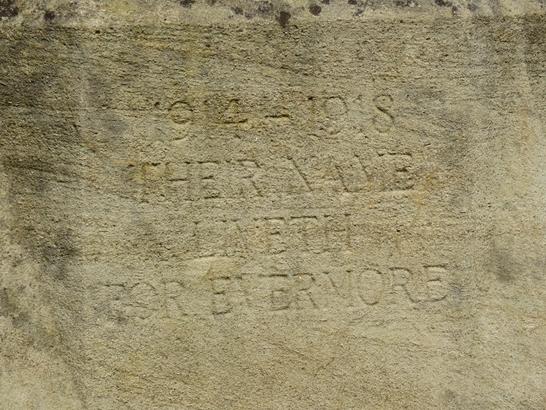 1914 - 1918
THEIR NAME
LIVETH
FOR EVERMORE